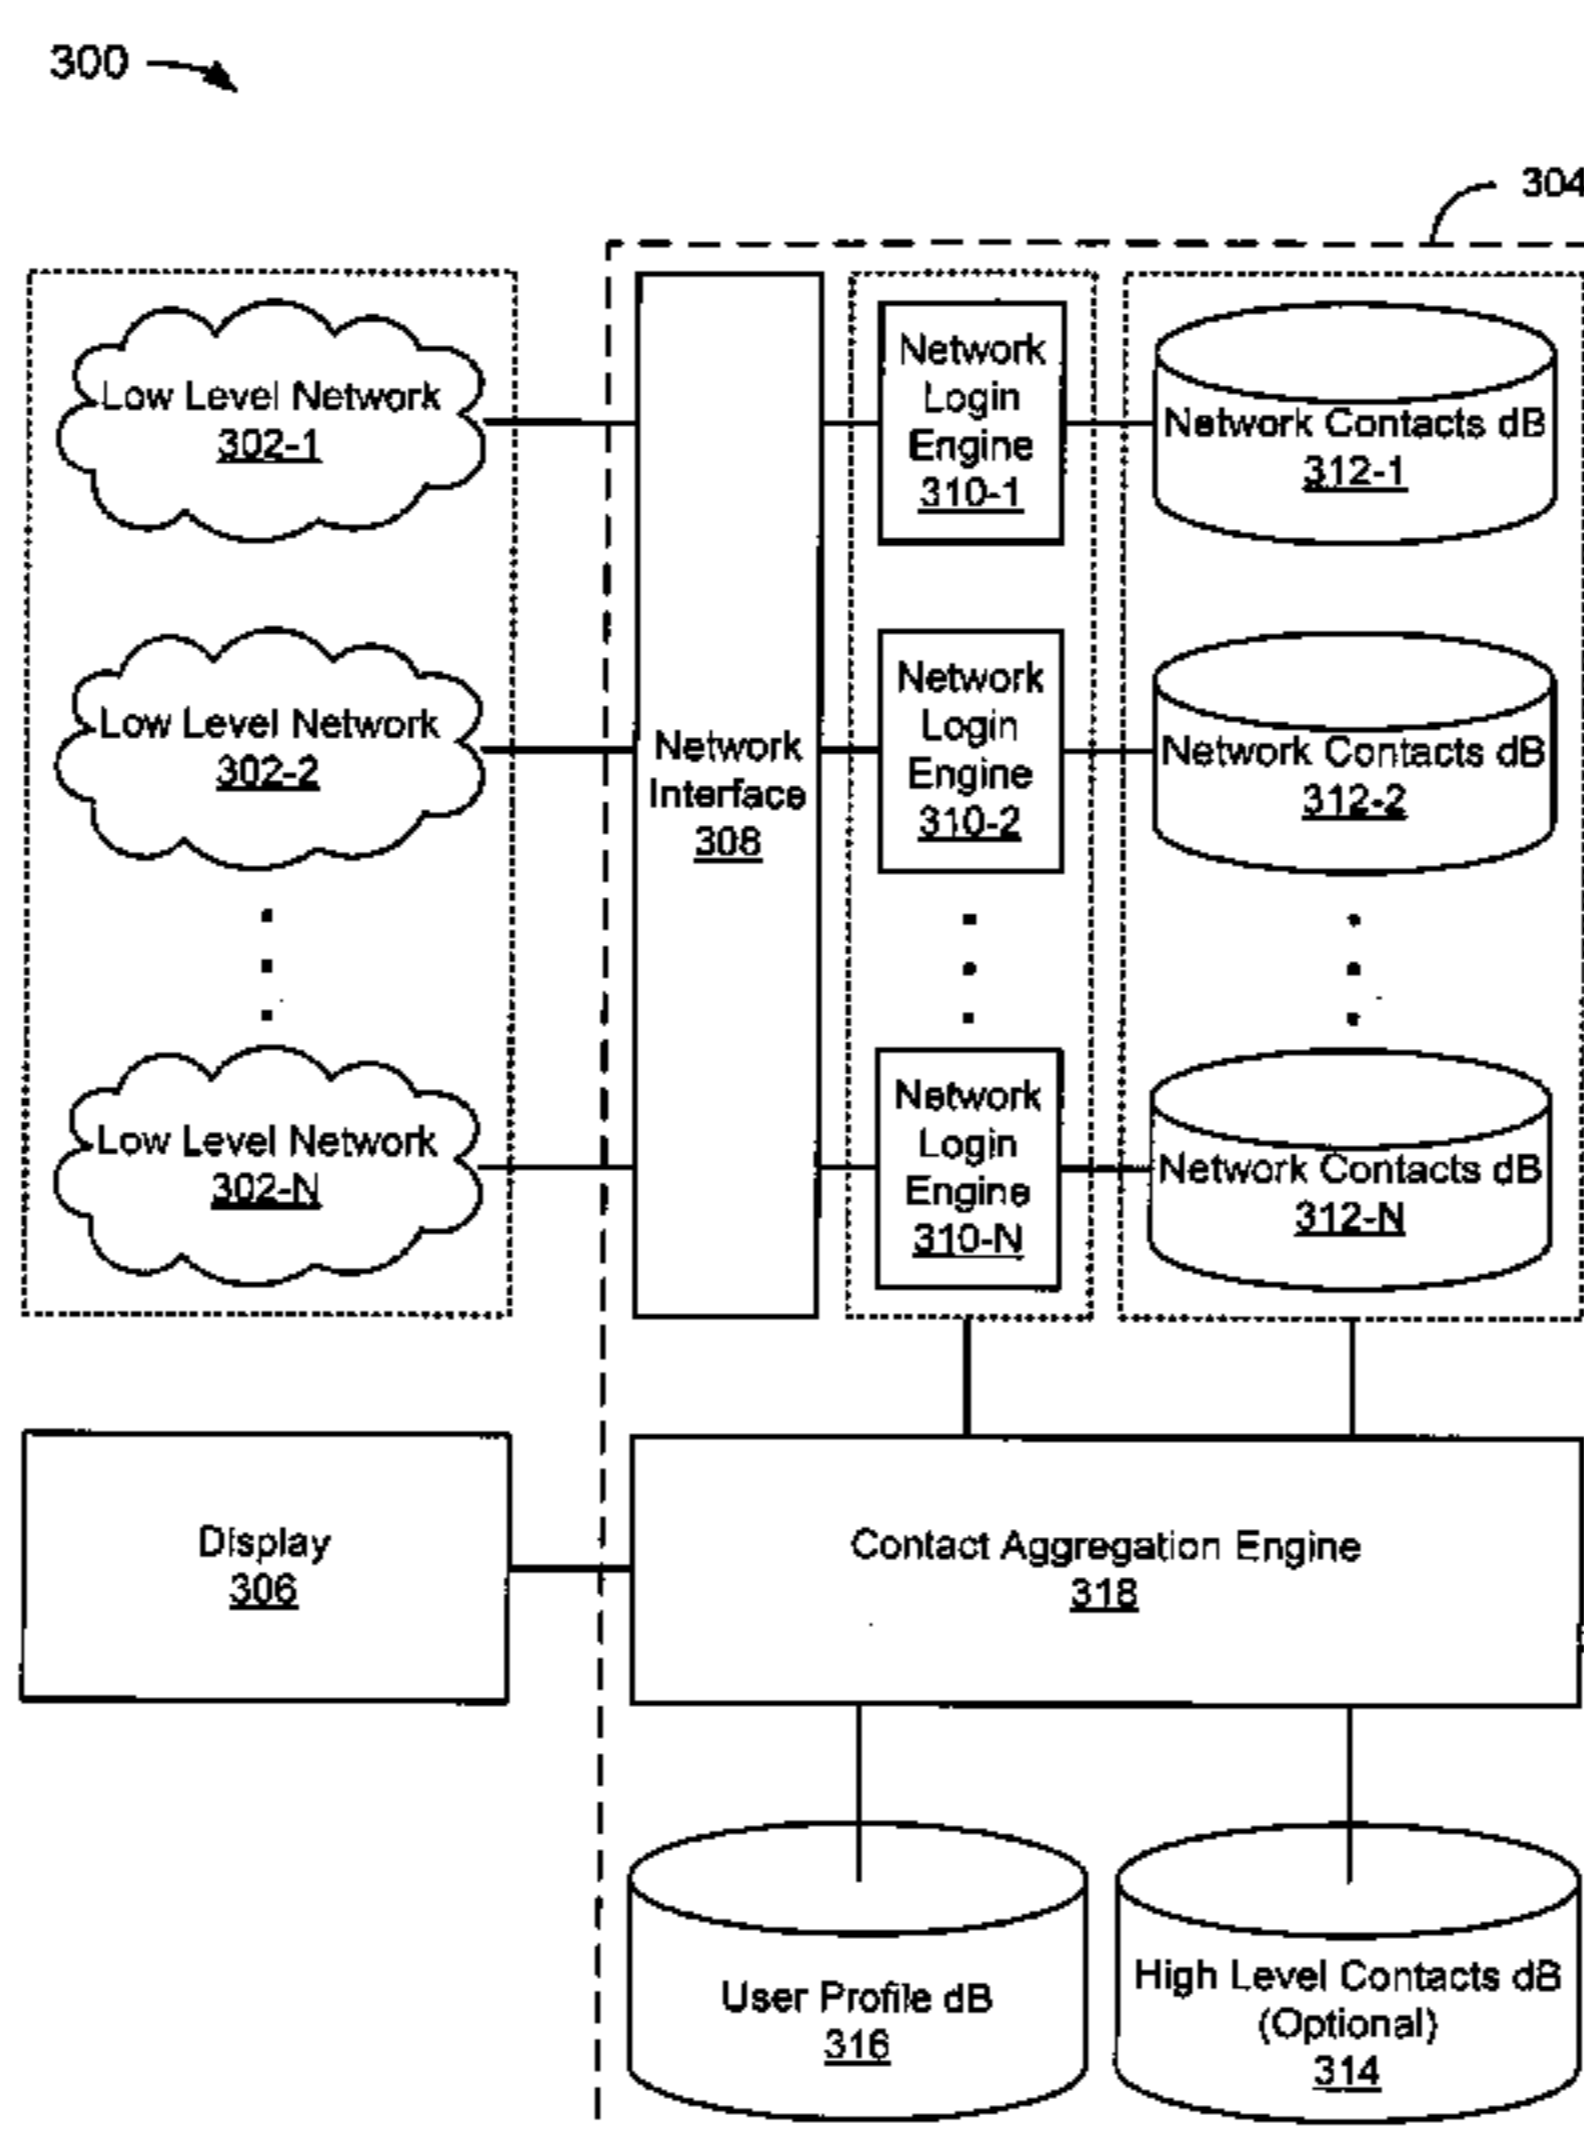 300
304
Low Level Network
302-1
Network
Login
Engine
310-1
Network Contacts dB
312-1
Low Level Network
302-2
Network
Interface
308
Network
Login
Engine
310-2
Network Contacts dB
312-2
Low Level Network
302-N
Network
Login
Engine
310-N
Network Contacts dB
312-N
Display
306
Contact Aggregation Engine
318
User Profile dB
316
High Level Contacts dB
(Optional)
314